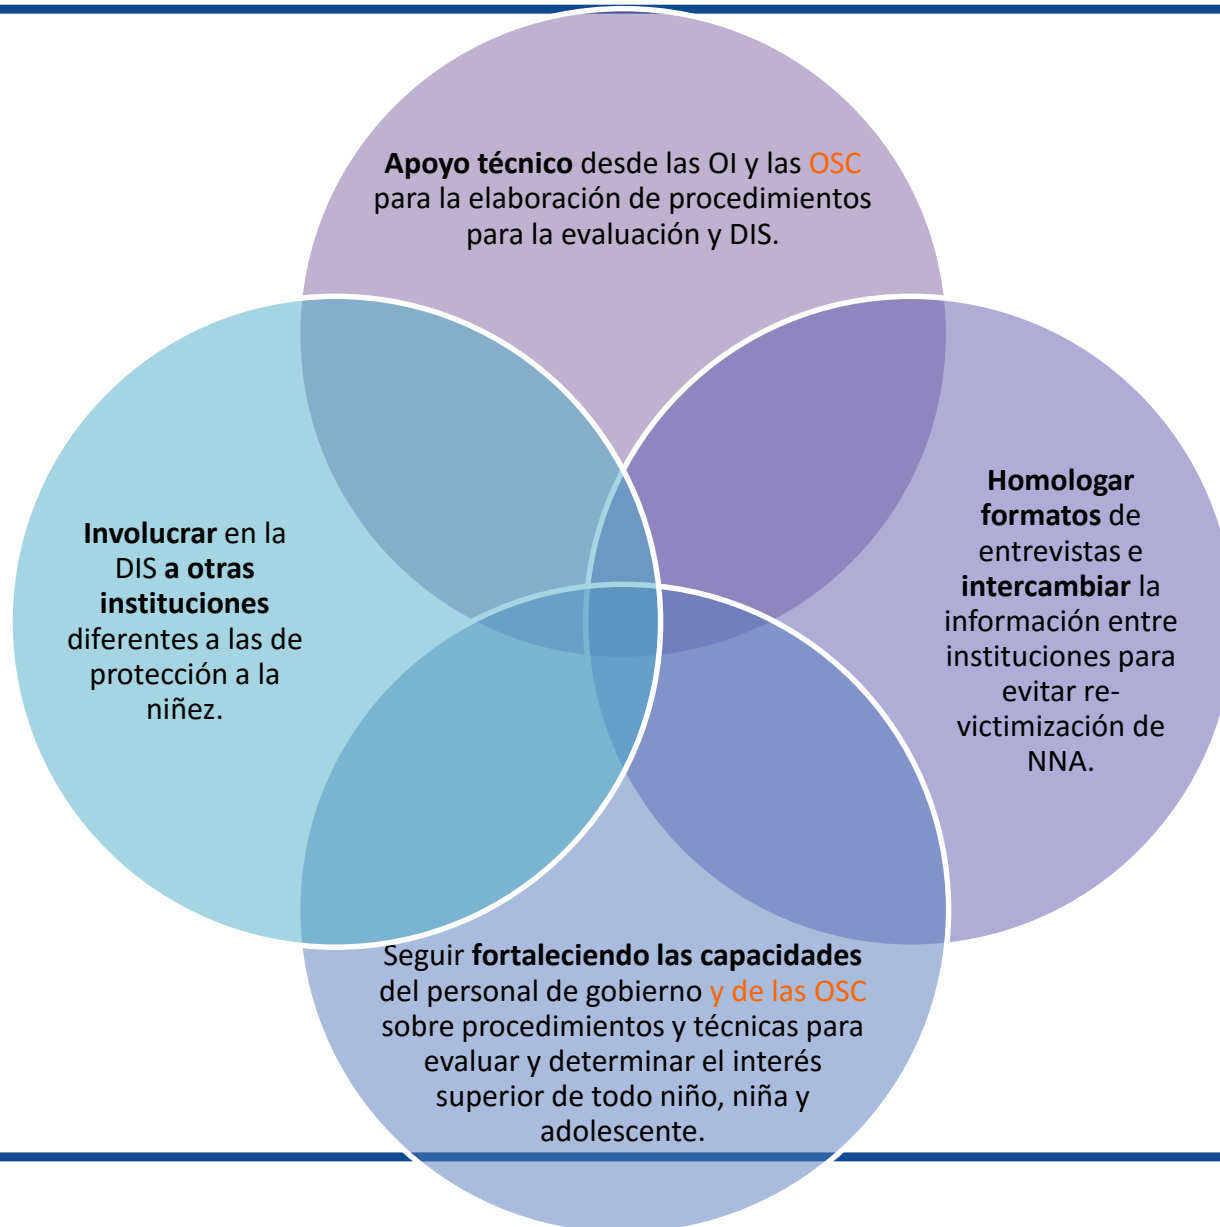 Apoyo técnico desde las OI y las OSC
para la elaboración de procedimientos
para la evaluación y DIS.
Involucrar en la
DIS a otras
instituciones
diferentes a las de
protección a la
niñez.
Homologar
formatos de
entrevistas e
intercambiar la
información entre
instituciones para
evitar re-
victimización de
NNA.
Seguir fortaleciendo las capacidades
del personal de gobierno y de las OSC
sobre procedimientos y técnicas para
evaluar y determinar el interés
superior de todo niño, niña y
adolescente.